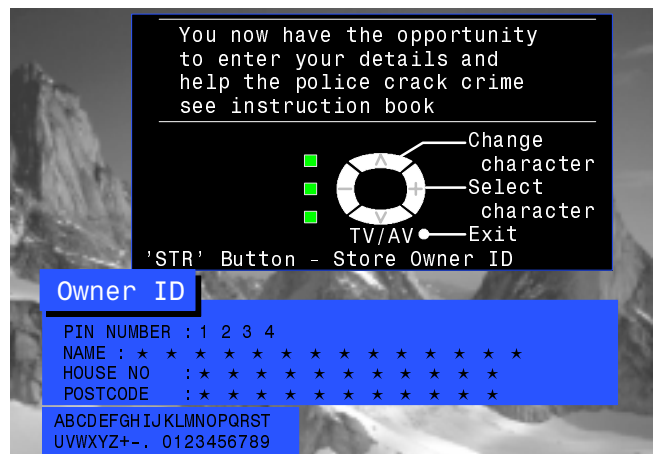 You now have the opportunity
to enter your details and
help the police crack crime
see instruction book
Change
character
Select
character
TV/AV Exit
'STR' Button - Store Owner ID
Owner ID
PIN NUMBER : 1 2 3 4
NAME : ★ ★ ★ ★ ★ ★ ★ ★ ★ ★ ★ ★ ★ ★
HOUSE NO : ★ ★ ★ ★ ★ ★ ★ ★ ★ ★ ★
POSTCODE : ★ ★ ★ ★ ★ ★ ★ ★ ★ ★ ★
ABCDEFGHIJKLMNOPQRST
UVWXYZ+-. 0123456789